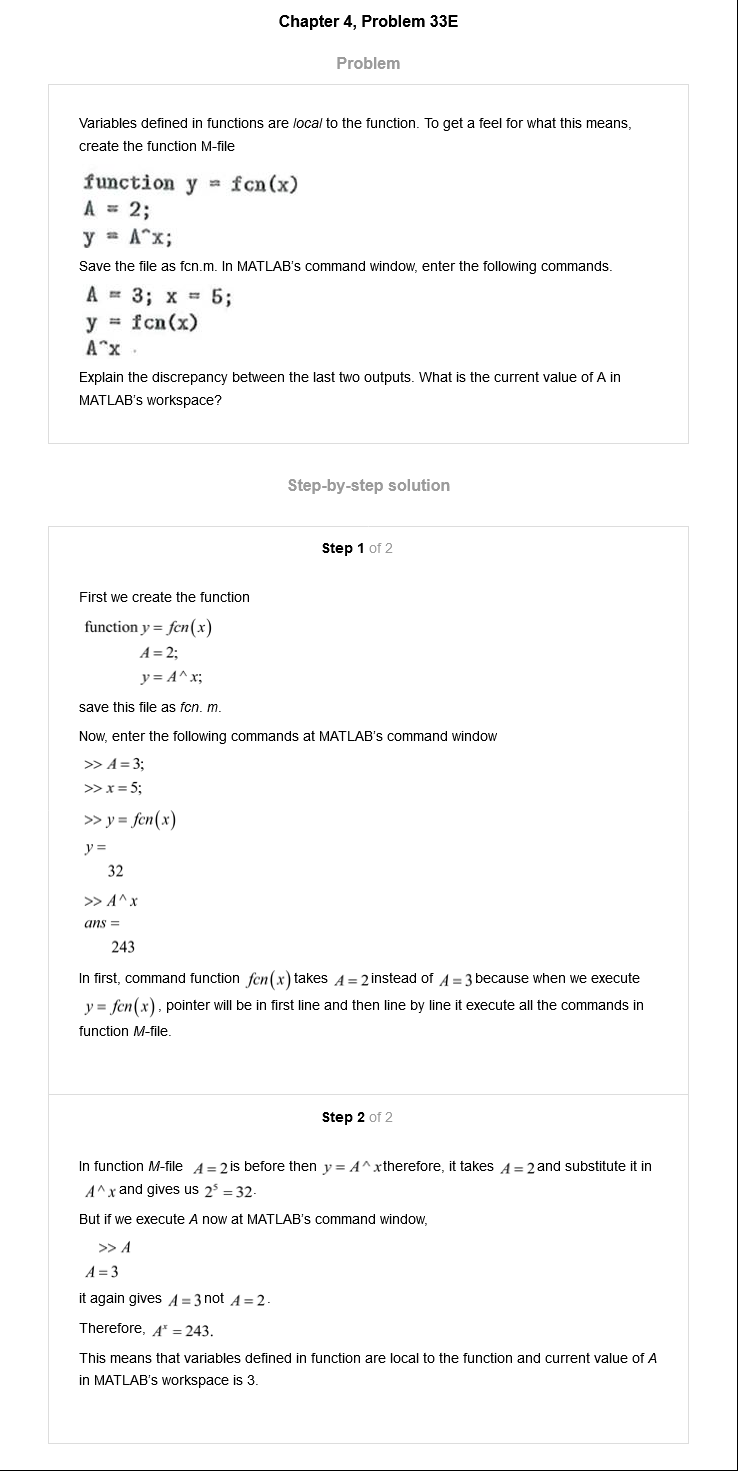 Chapter 4, Problem 33E
Problem
Variables defined in functions are local to the function. To get a feel for what this means,
create the function M-file
function y = fcn(x)
A = 2;
y = A^x;
Save the file as fcn.m. In MATLAB's command window, enter the following commands.
A = 3; x = 5;
y = fcn(x)
A^x
Explain the discrepancy between the last two outputs. What is the current value of A in
MATLAB's workspace?
Step-by-step solution
Step 1 of 2
First we create the function
function y = fcn(x)
A = 2;
y = A^x;
save this file as fcn. m.
Now, enter the following commands at MATLAB's command window
>> A = 3;
>> x = 5;
>> y = fcn(x)
y =
32
>> A^x
ans =
243
In first, command function fcn(x) takes A = 2 instead of A = 3 because when we execute
y = fcn(x), pointer will be in first line and then line by line it execute all the commands in
function M-file.
Step 2 of 2
In function M-file A = 2 is before then y = A^x therefore, it takes A = 2 and substitute it in
A^x and gives us 2⁵ = 32.
But if we execute A now at MATLAB's command window,
>> A
A = 3
it again gives A = 3 not A = 2.
Therefore, Aˣ = 243.
This means that variables defined in function are local to the function and current value of A
in MATLAB's workspace is 3.